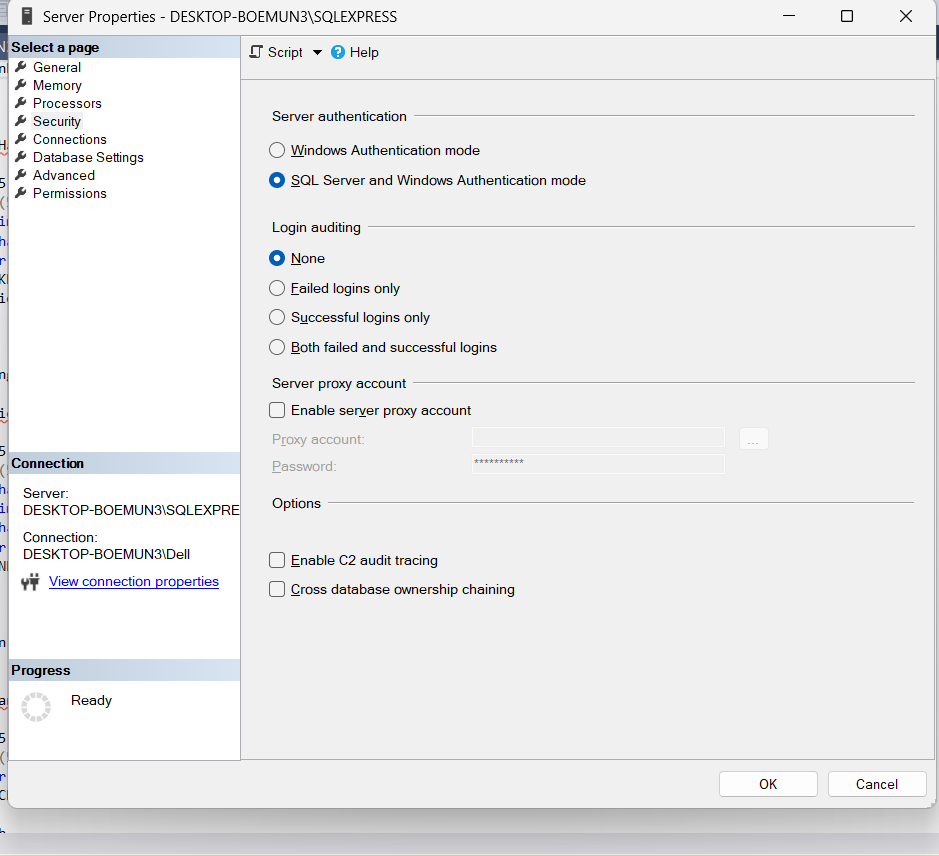 Server Properties - DESKTOP-BOEMUN3\SQLEXPRESS
Select a page
General
Memory
Processors
Security
Connections
Database Settings
Advanced
Permissions
Connection
Server:
DESKTOP-BOEMUN3\SQLEXPRE
Connection:
DESKTOP-BOEMUN3\Dell
View connection properties
Progress
Ready
Script
Help
Server authentication
Windows Authentication mode
SQL Server and Windows Authentication mode
Login auditing
None
Failed logins only
Successful logins only
Both failed and successful logins
Server proxy account
Enable server proxy account
Proxy account:
...
Password:
**********
Options
Enable C2 audit tracing
Cross database ownership chaining
OK
Cancel